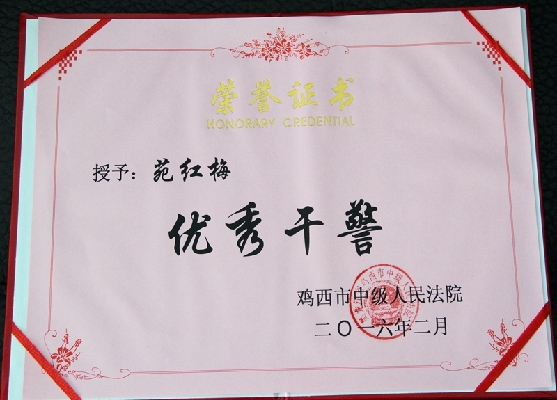 荣誉证书
HONORARY CREDENTIAL
授予：苑红梅
优秀干警
鸡西市中级人民法院
二〇一六年二月